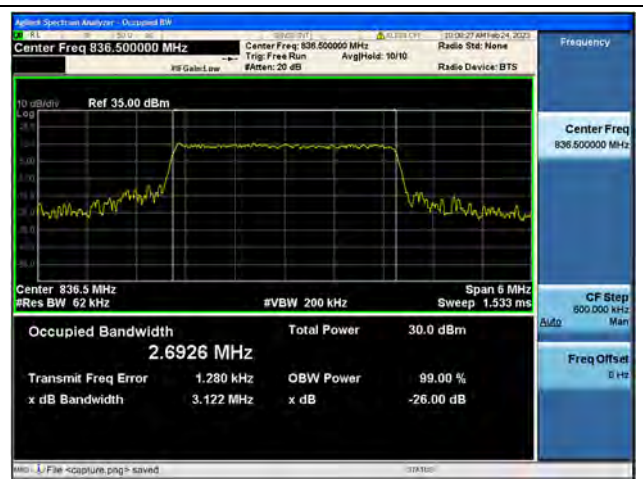 Agilent Spectrum Analyzer - Occupied BW
RL
Center Freq 836.500000 MHz
Center Freq: 836.500000 MHz
Trig: Free Run
Avg|Hold: 10/10
#IFGain:Low
#Atten: 20 dB
10:00:27 AM Feb 24, 2023
Radio Std: None
Radio Device: BTS
10 dB/div
Ref 35.00 dBm
Log
Center 836.5 MHz
Span 6 MHz
#Res BW 62 kHz
#VBW 200 kHz
Sweep 1.533 ms
Occupied Bandwidth
Total Power
30.0 dBm
2.6926 MHz
Transmit Freq Error
1.280 kHz
OBW Power
99.00 %
x dB Bandwidth
3.122 MHz
x dB
-26.00 dB
Frequency
Center Freq
836.500000 MHz
CF Step
600.000 kHz
Auto
Man
Freq Offset
0 Hz
MSG
File <capture.png> saved
STATUS